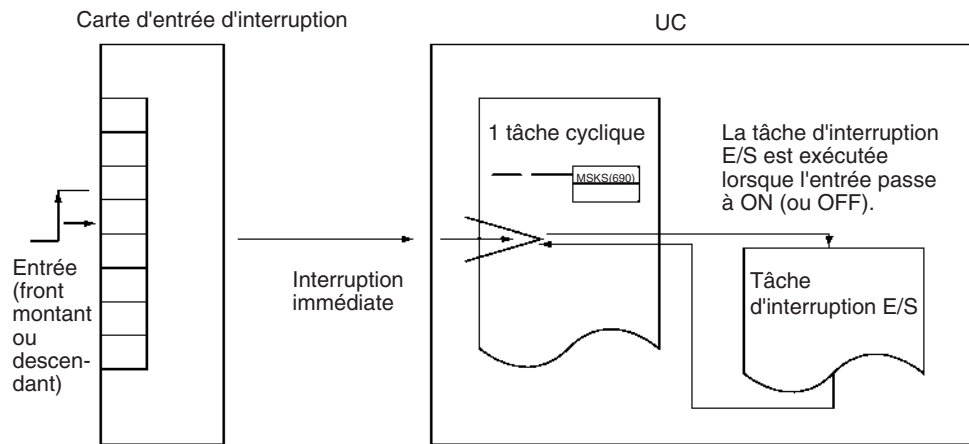 Carte d'entrée d'interruption
UC
1 tâche cyclique
MSKS(690)
La tâche d'interruption
E/S est exécutée
lorsque l'entrée passe
à ON (ou OFF).
Entrée
(front
montant
ou
descen-
dant)
Interruption
immédiate
Tâche
d'interruption E/S